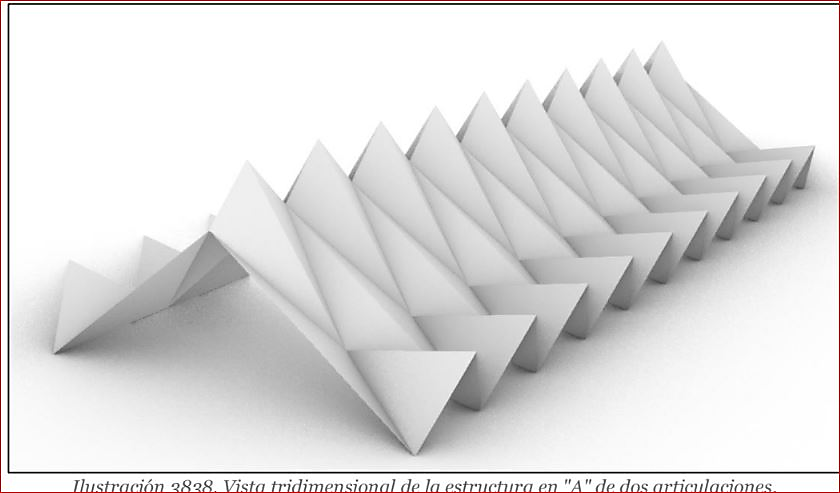 Ilustración 3838. Vista tridimensional de la estructura en "A" de dos articulaciones.